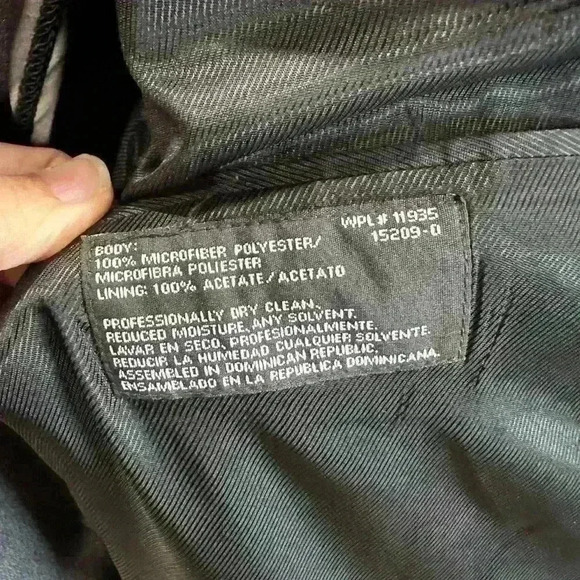 BODY:
100% MICROFIBER POLYESTER/
MICROFIBRA POLIESTER
LINING: 100% ACETATE/ACETATO
WPL# 11935
15209-0
PROFESSIONALLY DRY CLEAN.
REDUCED MOISTURE, ANY SOLVENT.
LAVAR EN SECO, PROFESIONALMENTE.
REDUCIR LA HUMEDAD CUALQUIER SOLVENTE.
ASSEMBLED IN DOMINICAN REPUBLIC.
ENSAMBLADO EN LA REPUBLICA DOMINICANA.